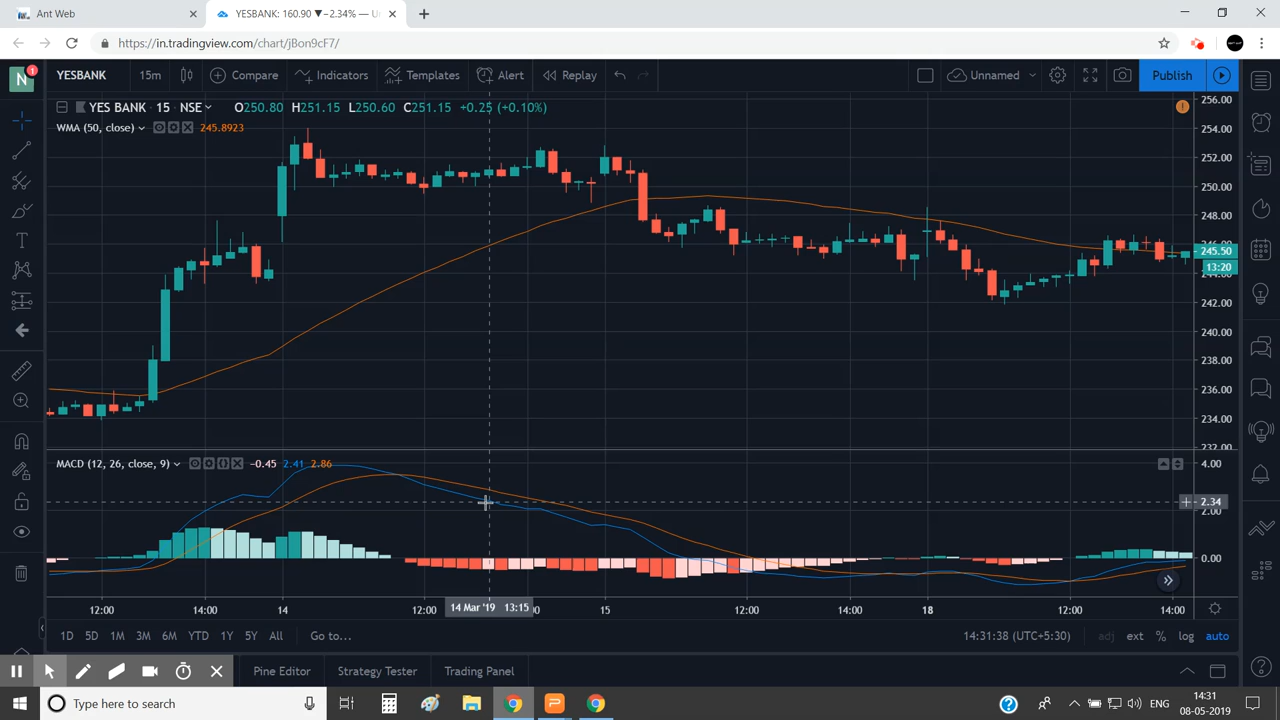 Ant Web
YESBANK: 160.90 ▼−2.34% — U
https://in.tradingview.com/chart/jBon9cF7/
N 1
YESBANK 15m Compare Indicators Templates Alert Replay Unnamed Publish
YES BANK • 15 • NSE O250.80 H251.15 L250.60 C251.15 +0.25 (+0.10%)
WMA (50, close) 245.8923
256.00
254.00
252.00
250.00
248.00
245.50
13:20
242.00
240.00
238.00
236.00
234.00
232.00
MACD (12, 26, close, 9) −0.45 2.41 2.86
4.00
2.34
2.00
0.00
12:00 14:00 14 12:00 14 Mar '19 13:15 15 12:00 14:00 18 12:00 14:00
1D 5D 1M 3M 6M YTD 1Y 5Y All Go to... 14:31:38 (UTC+5:30) adj ext % log auto
Pine Editor Strategy Tester Trading Panel
Type here to search
ENG
14:31
08-05-2019